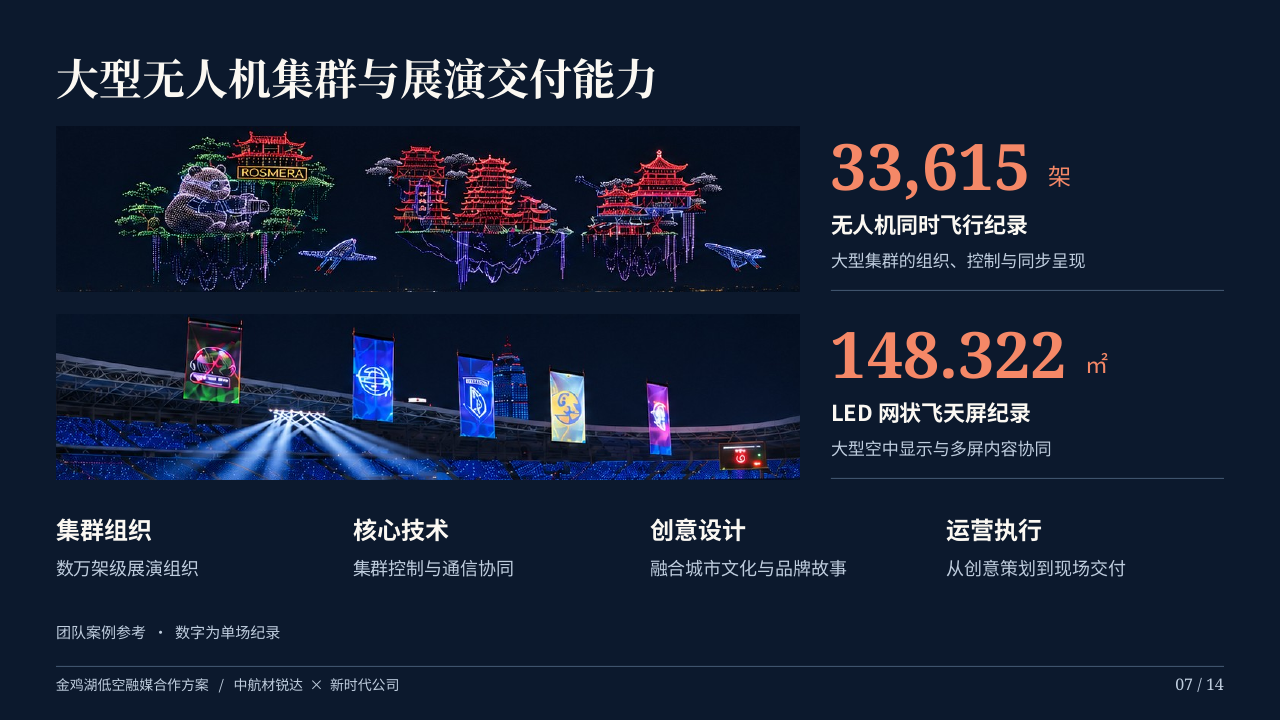 大型无人机集群与展演交付能力
ROSMERA
33,615 架
无人机同时飞行纪录
大型集群的组织、控制与同步呈现
148.322 ㎡
LED 网状飞天屏纪录
大型空中显示与多屏内容协同
集群组织
数万架级展演组织
核心技术
集群控制与通信协同
创意设计
融合城市文化与品牌故事
运营执行
从创意策划到现场交付
团队案例参考 · 数字为单场纪录
金鸡湖低空融媒合作方案 / 中航材锐达 × 新时代公司
07 / 14